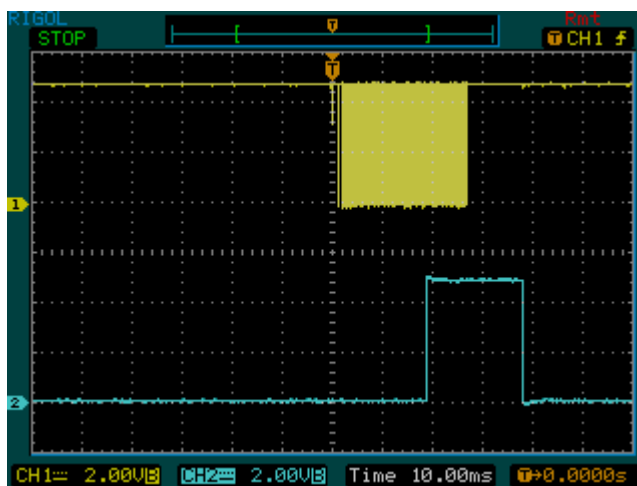 RIGOL
Rmt
STOP
T
T CH1
T
1
2
CH1 2.00V B CH2 2.00V B Time 10.00ms T→0.0000s